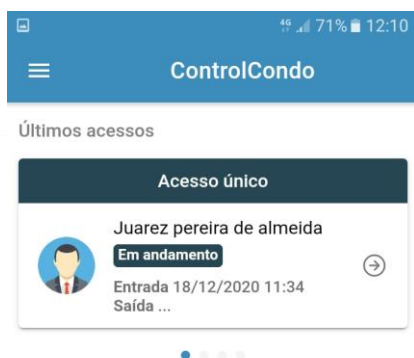 4G 71% 12:10
ControlCondo
Últimos acessos
Acesso único
Juarez pereira de almeida
Em andamento
Entrada 18/12/2020 11:34
Saída ...